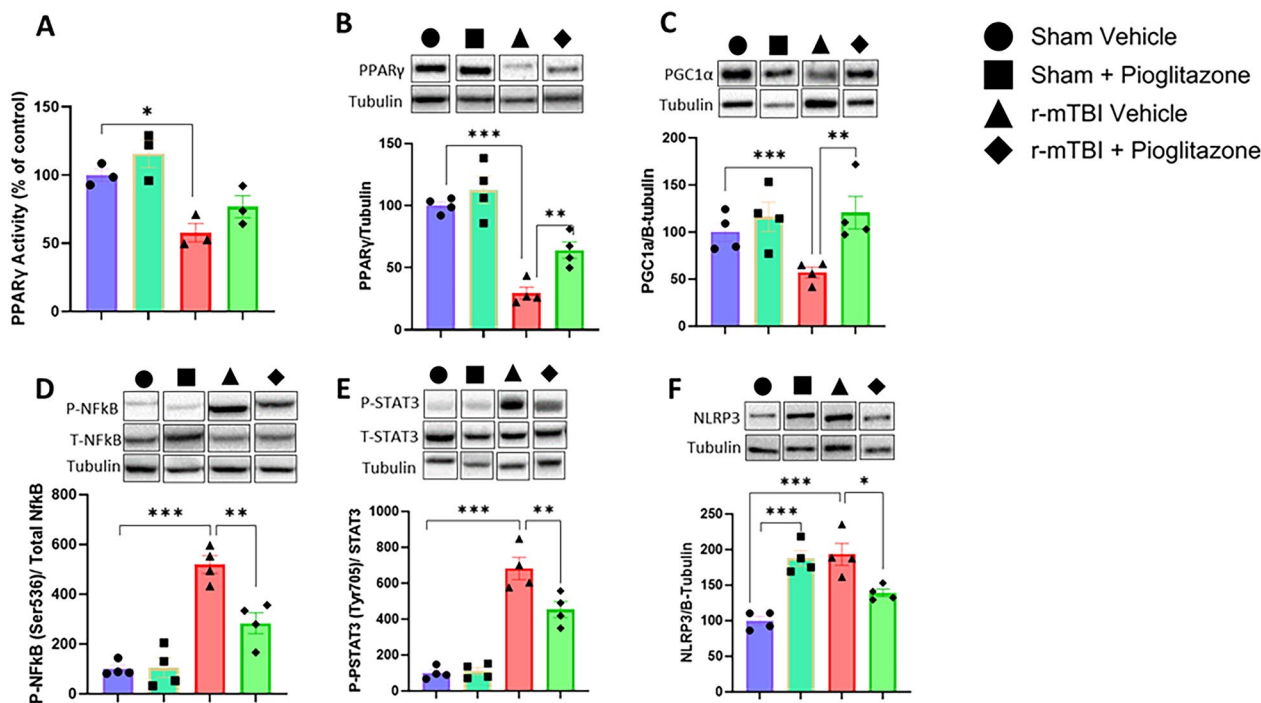 A
PPARγ Activity (% of control)
150
100
50
0
*
B
PPARγ
Tubulin
PPARγ/Tubulin
150
100
50
0
***
**
C
PGC1α
Tubulin
PGC1a/B-tubulin
200
150
100
50
0
***
**
Sham Vehicle
Sham + Pioglitazone
r-mTBI Vehicle
r-mTBI + Pioglitazone
D
P-NFkB
T-NFkB
Tubulin
P-NFkB (Ser536)/ Total NfkB
800
600
400
200
0
***
**
E
P-STAT3
T-STAT3
Tubulin
P-PSTAT3 (Tyr705)/ STAT3
1000
800
600
400
200
0
***
**
F
NLRP3
Tubulin
NLRP3/B-Tubulin
250
200
150
100
50
0
***
***
*